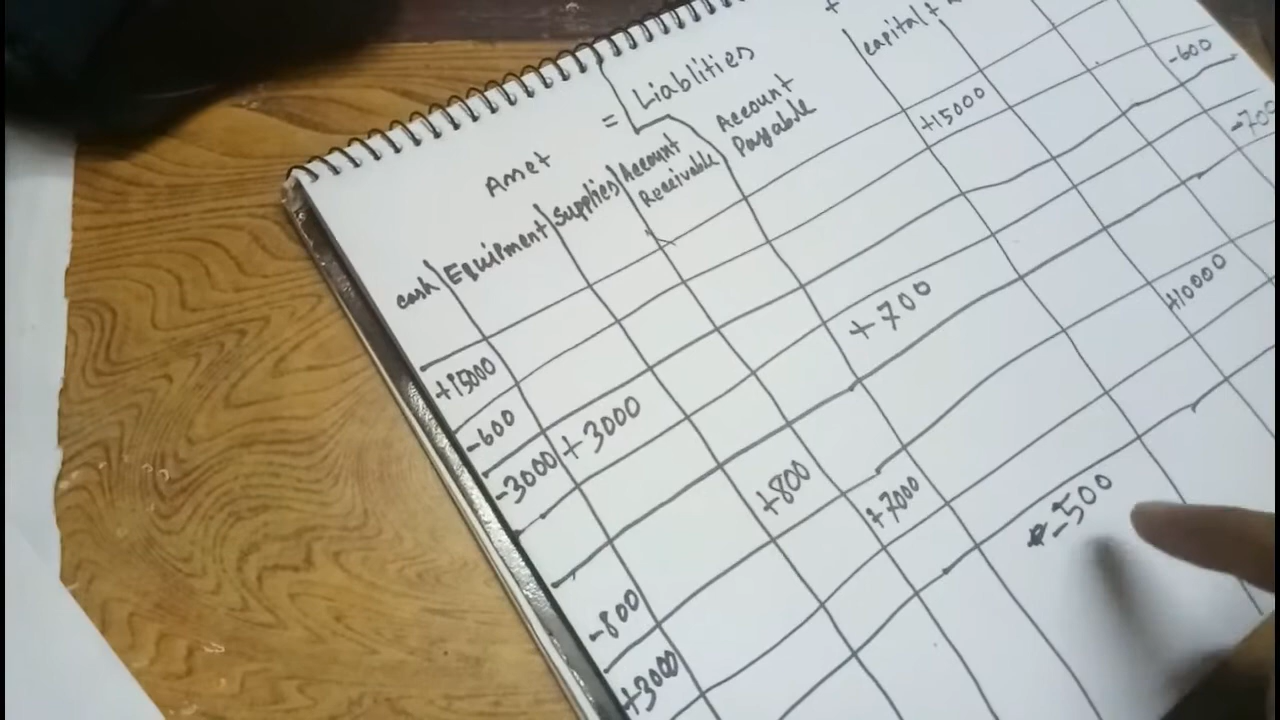 Asset = Liablities +
cash Equipment Supplies Account Receivable Account Payable capital +
+15000 +15000
-600 -600
-3000 +3000
+700 -700
-800 +800
+3000 +7000 +10000
-500